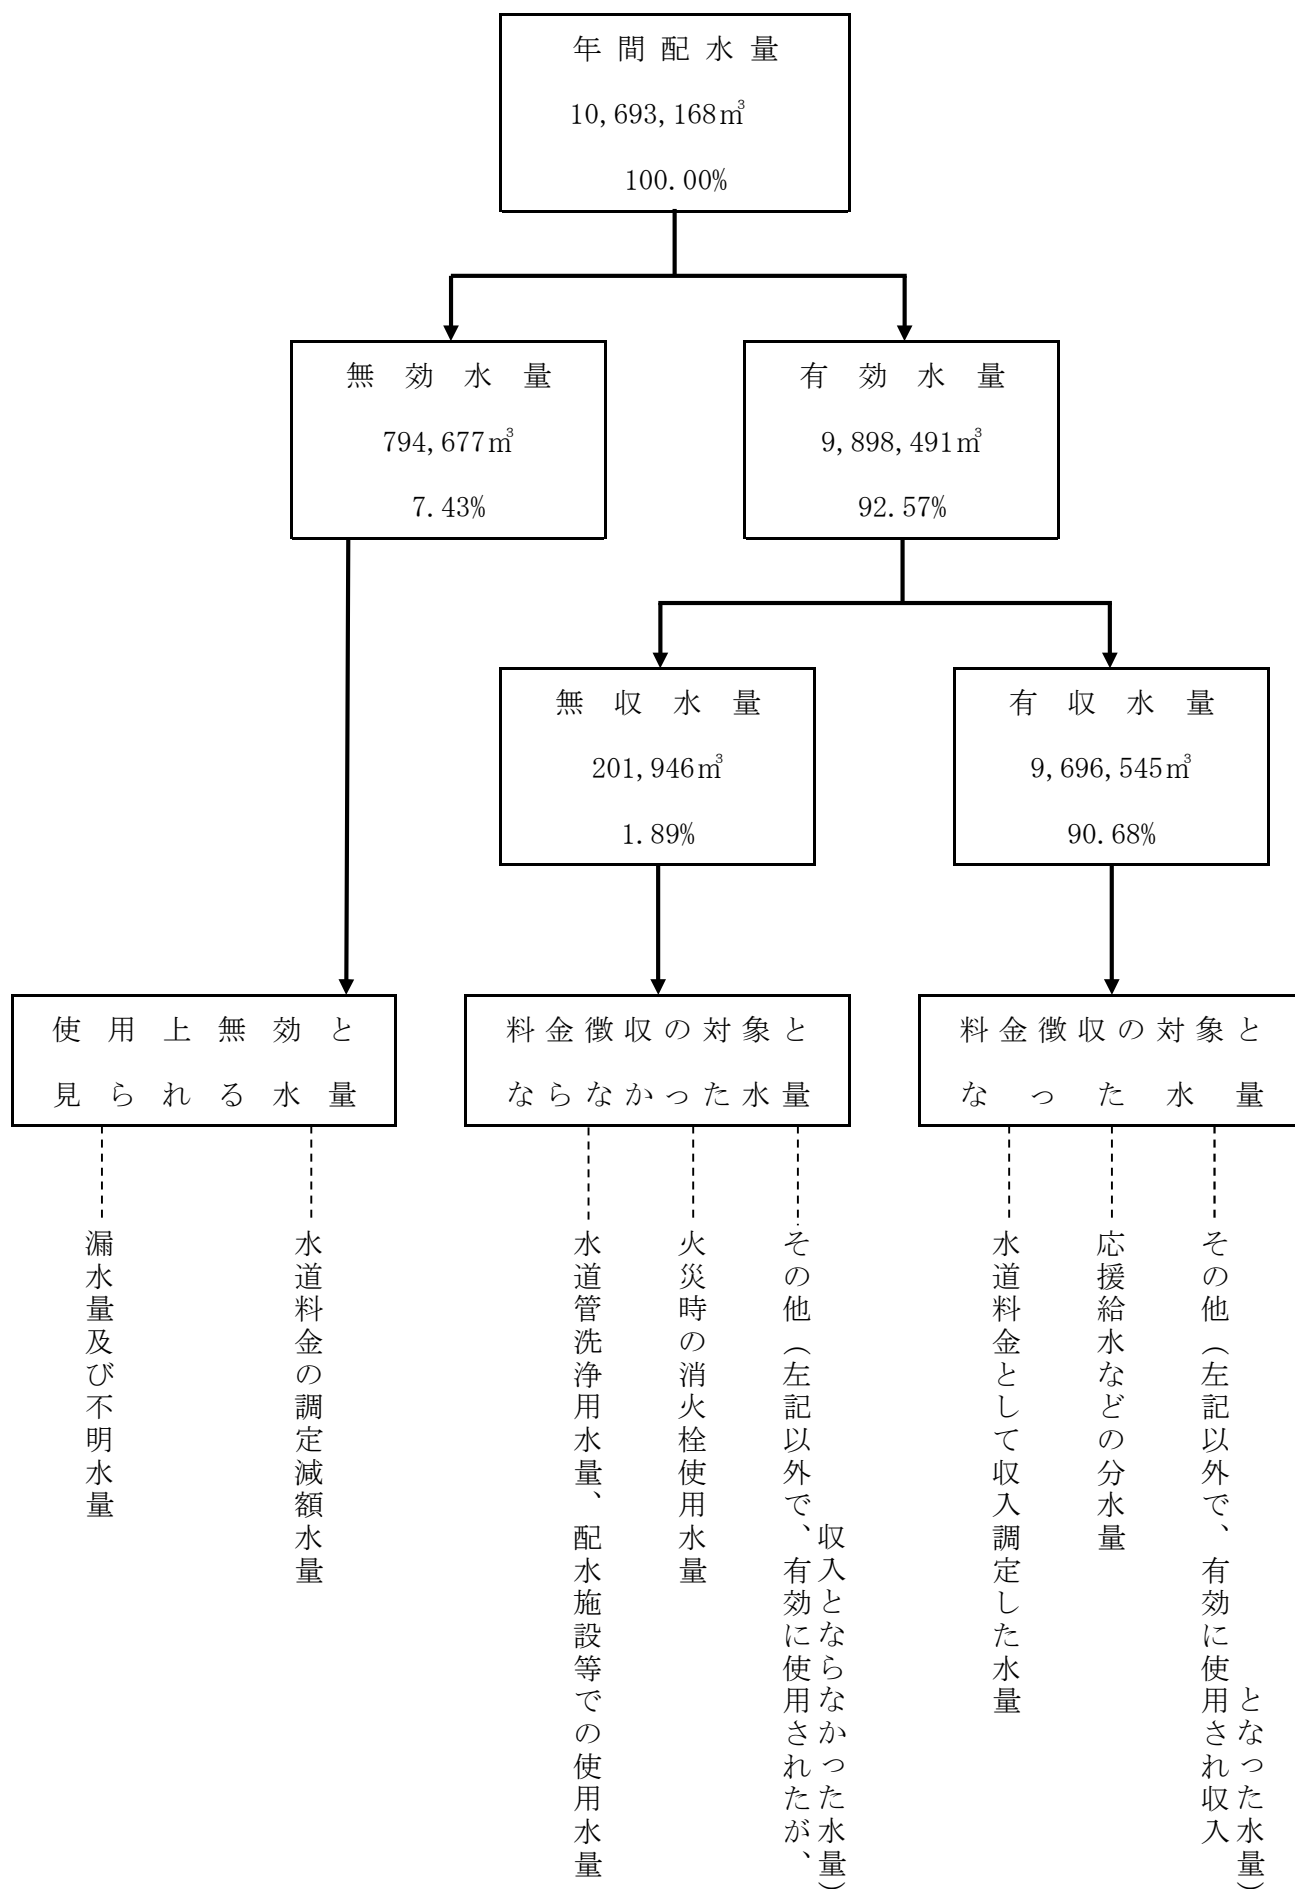 年間配水量
10,693,168㎥
100.00%
無効水量
794,677㎥
7.43%
有効水量
9,898,491㎥
92.57%
無収水量
201,946㎥
1.89%
有収水量
9,696,545㎥
90.68%
使用上無効と
見られる水量
料金徴収の対象と
ならなかった水量
料金徴収の対象と
なった水量
漏水量及び不明水量
水道料金の調定減額水量
水道管洗浄用水量、配水施設等での使用水量
火災時の消火栓使用水量
その他（左記以外で、有効に使用されたが、
収入とならなかった水量）
水道料金として収入調定した水量
応援給水などの分水量
その他（左記以外で、有効に使用され収入
となった水量）